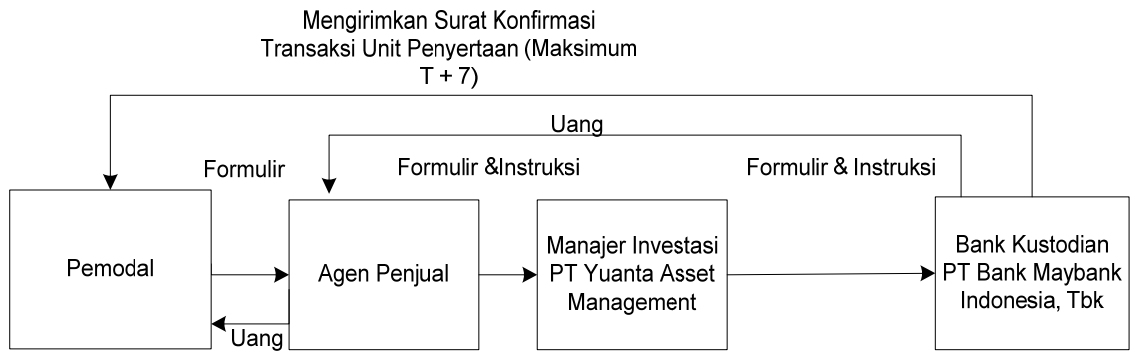 Mengirimkan Surat Konfirmasi
Transaksi Unit Penyertaan (Maksimum
T + 7)
Uang
Formulir
Formulir &Instruksi
Formulir & Instruksi
Pemodal
Agen Penjual
Manajer Investasi
PT Yuanta Asset
Management
Bank Kustodian
PT Bank Maybank
Indonesia, Tbk
Uang